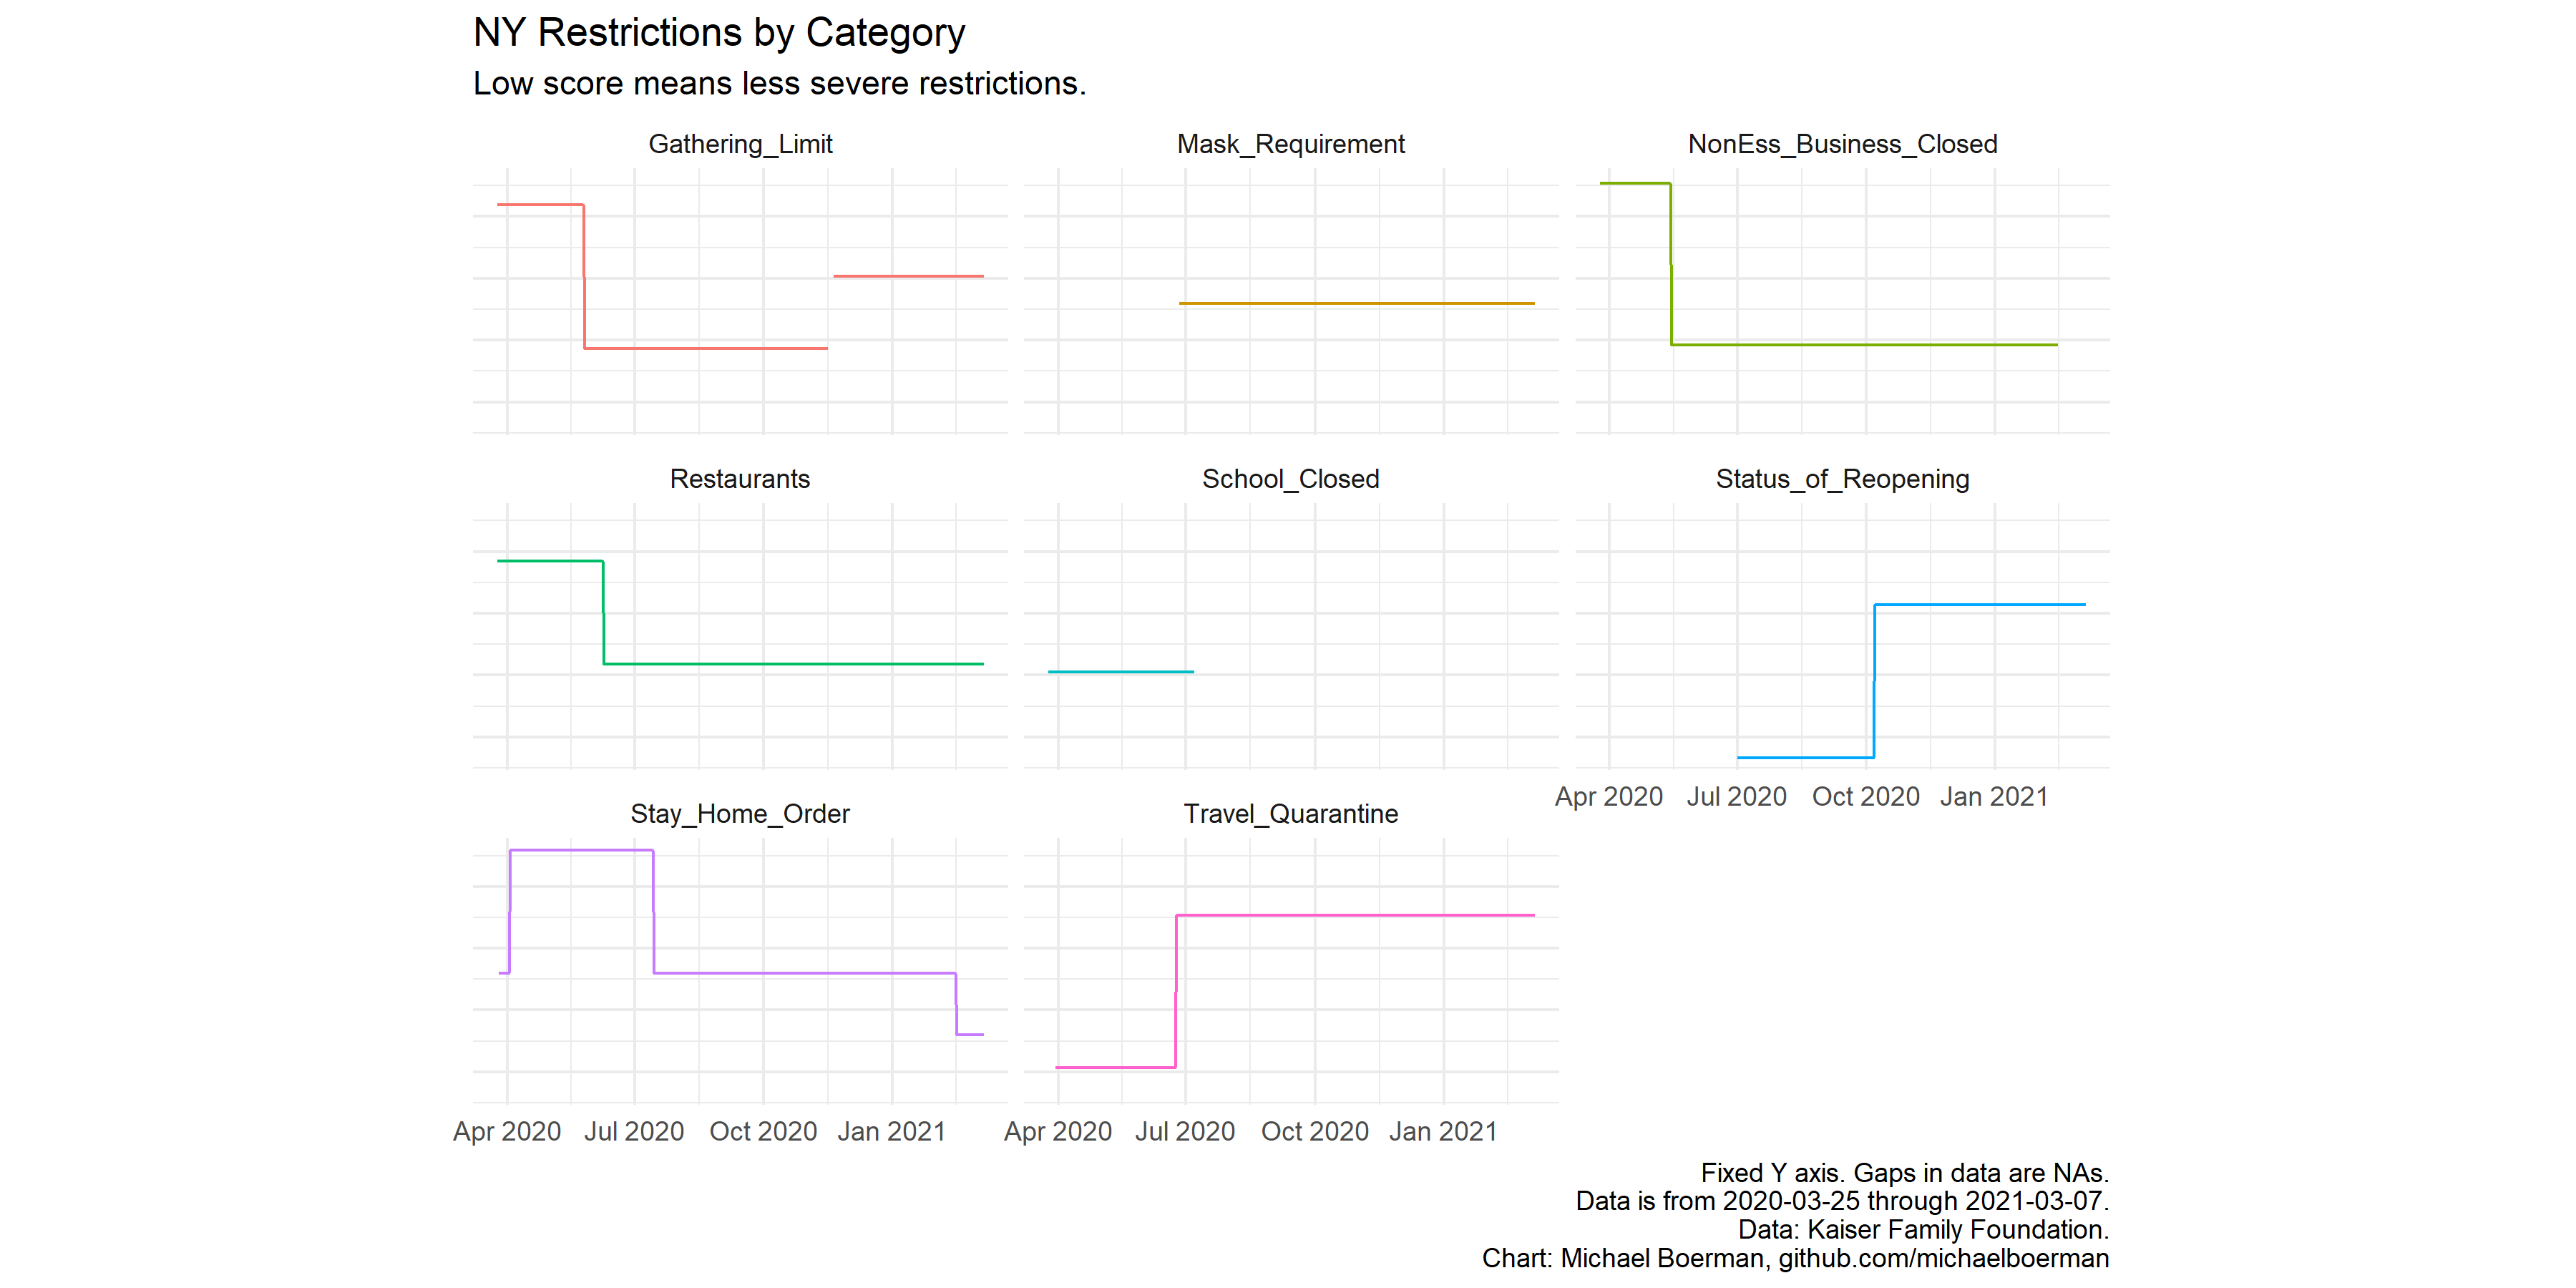 NY Restrictions by Category
Low score means less severe restrictions.
Gathering_Limit
Mask_Requirement
NonEss_Business_Closed
Restaurants
School_Closed
Status_of_Reopening
Apr 2020 Jul 2020 Oct 2020 Jan 2021
Stay_Home_Order
Travel_Quarantine
Apr 2020 Jul 2020 Oct 2020 Jan 2021
Apr 2020 Jul 2020 Oct 2020 Jan 2021
Fixed Y axis. Gaps in data are NAs.
Data is from 2020-03-25 through 2021-03-07.
Data: Kaiser Family Foundation.
Chart: Michael Boerman, github.com/michaelboerman